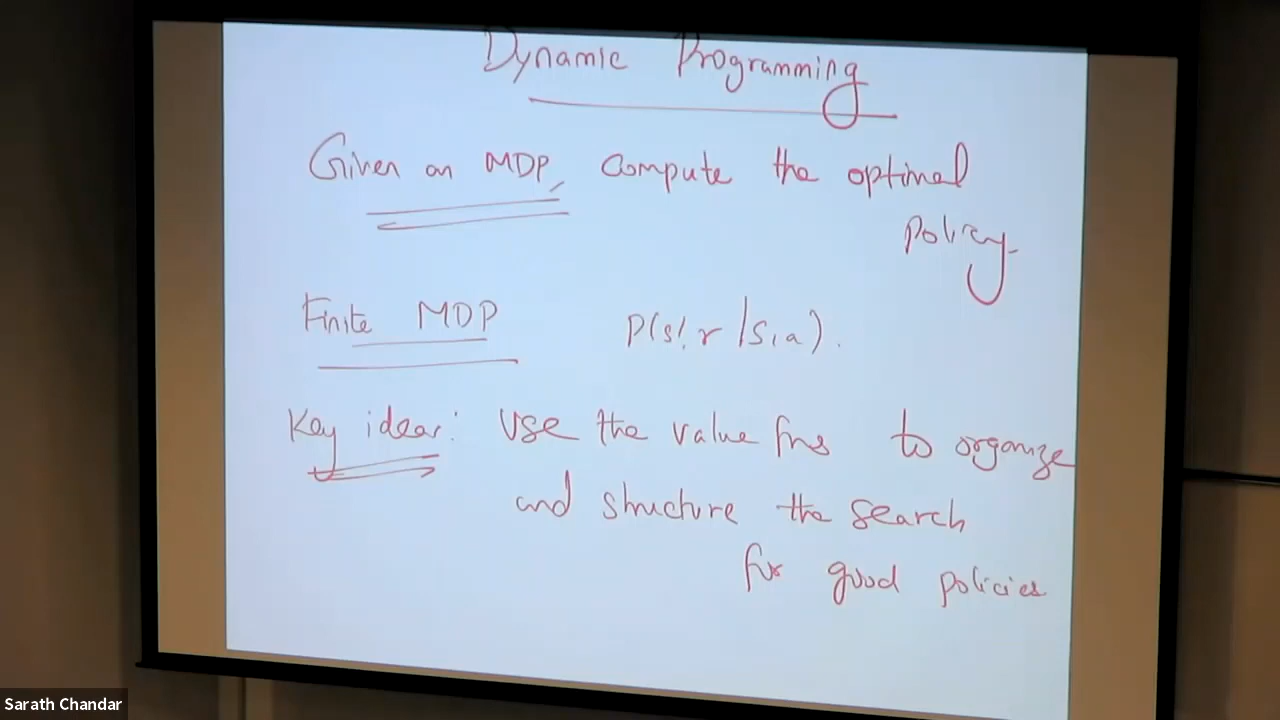 Dynamic Programming
Given an MDP, compute the optimal
policy
Finite MDP P(s', r | s, a).
Key idea: use the value fns to organize
and structure the search
for good policies
Sarath Chandar